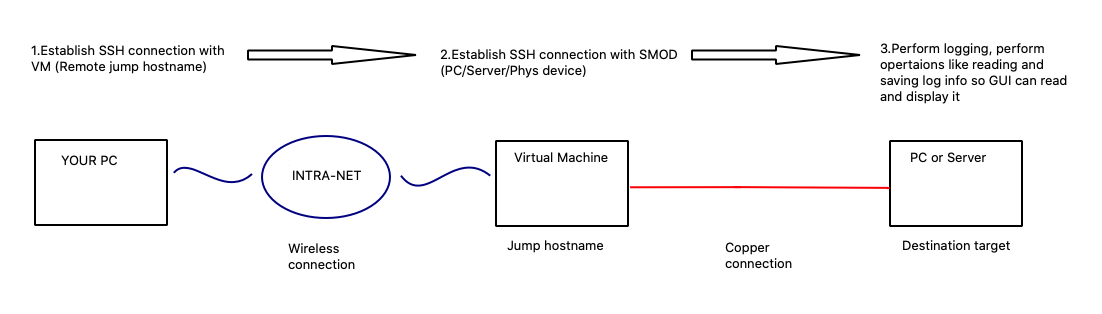 1.Establish SSH connection with
VM (Remote jump hostname)
2.Establish SSH connection with SMOD
(PC/Server/Phys device)
3.Perform logging, perform
opertaions like reading and
saving log info so GUI can read
and display it
YOUR PC
INTRA-NET
Virtual Machine
PC or Server
Wireless
connection
Jump hostname
Copper
connection
Destination target